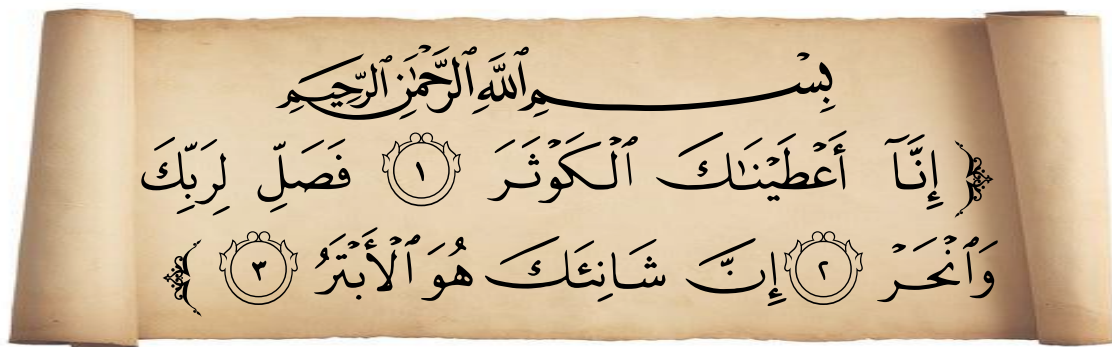 بِسْمِ ٱللَّهِ ٱلرَّحْمَٰنِ ٱلرَّحِيمِ
﴿ إِنَّآ أَعْطَيْنَٰكَ ٱلْكَوْثَرَ ١ فَصَلِّ لِرَبِّكَ
وَٱنْحَرْ ٢ إِنَّ شَانِئَكَ هُوَ ٱلْأَبْتَرُ ٣ ﴾